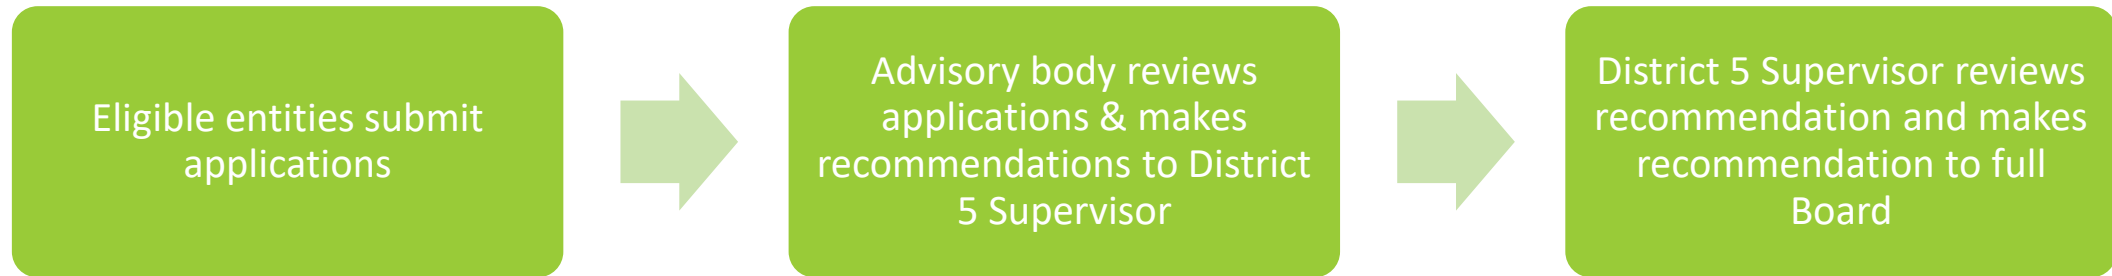 Eligible entities submit
applications
Advisory body reviews
applications & makes
recommendations to District
5 Supervisor
District 5 Supervisor reviews
recommendation and makes
recommendation to full
Board